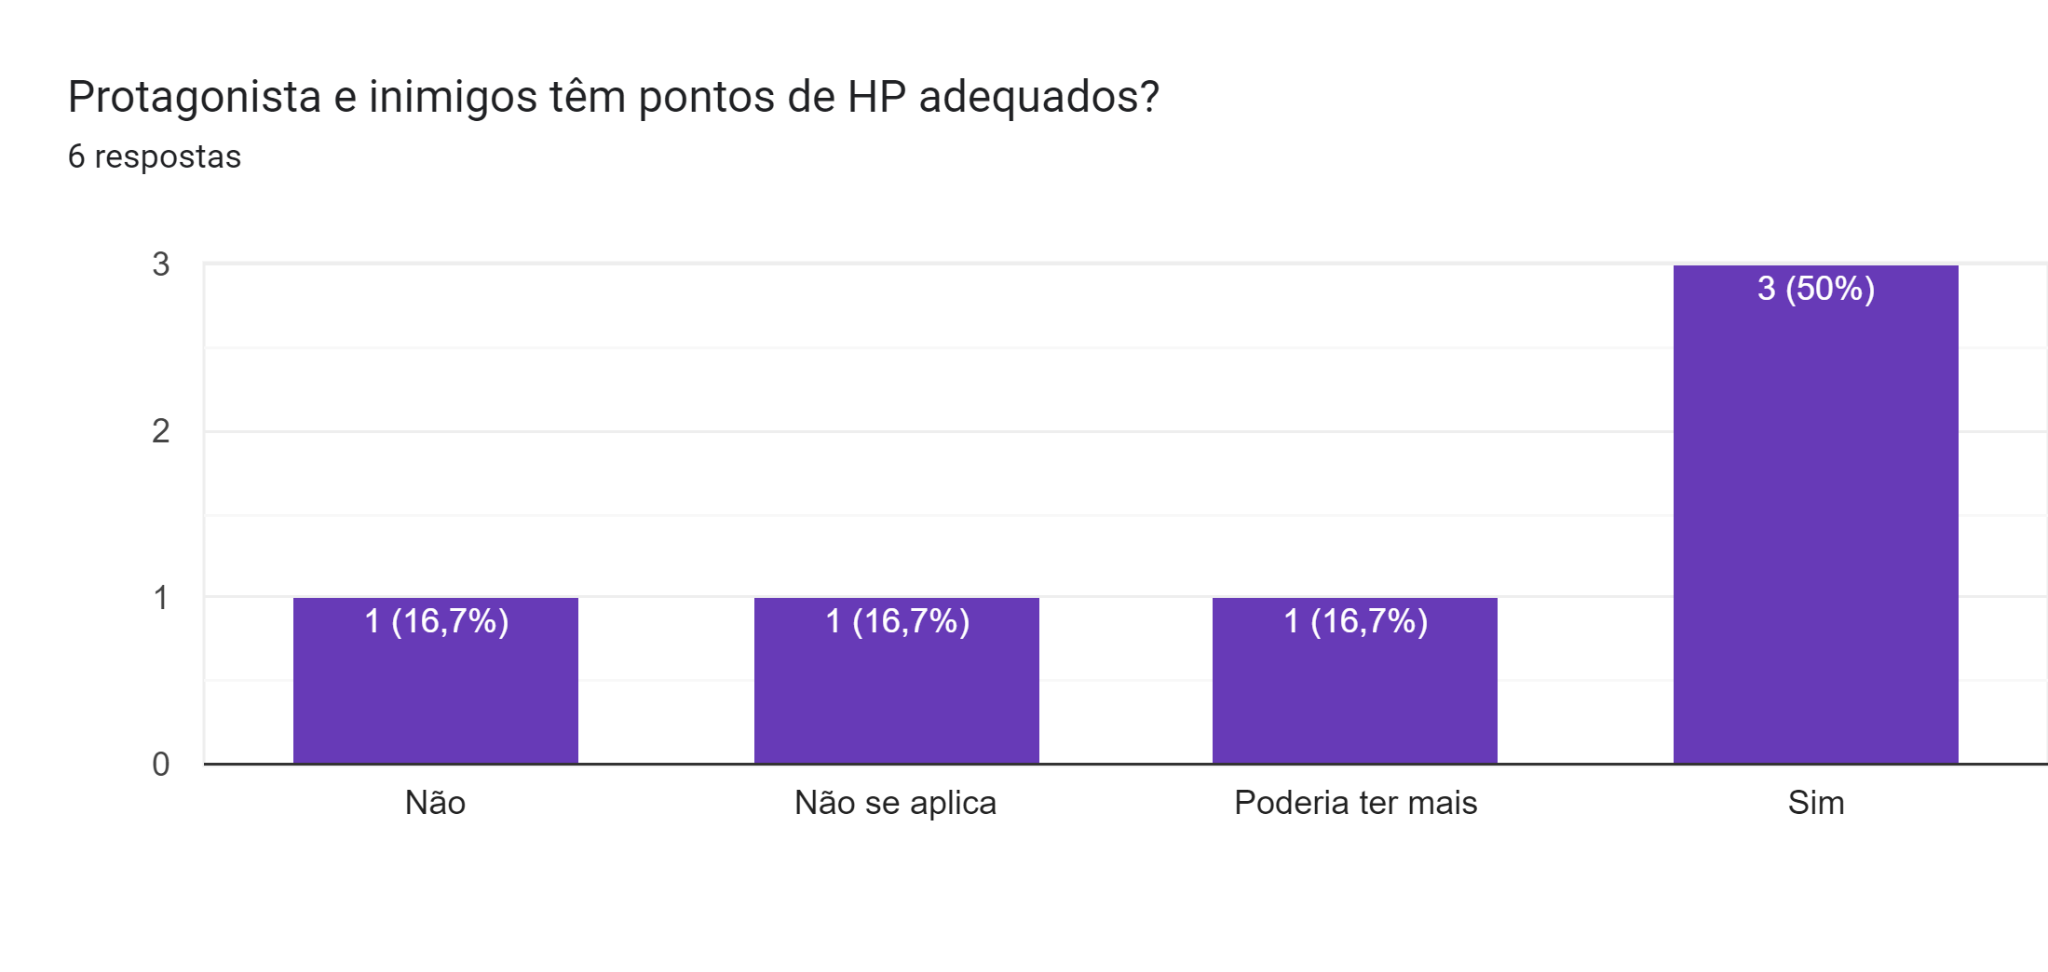 Protagonista e inimigos têm pontos de HP adequados?
6 respostas
3
2
1
0
1 (16,7%)
1 (16,7%)
1 (16,7%)
3 (50%)
Não
Não se aplica
Poderia ter mais
Sim